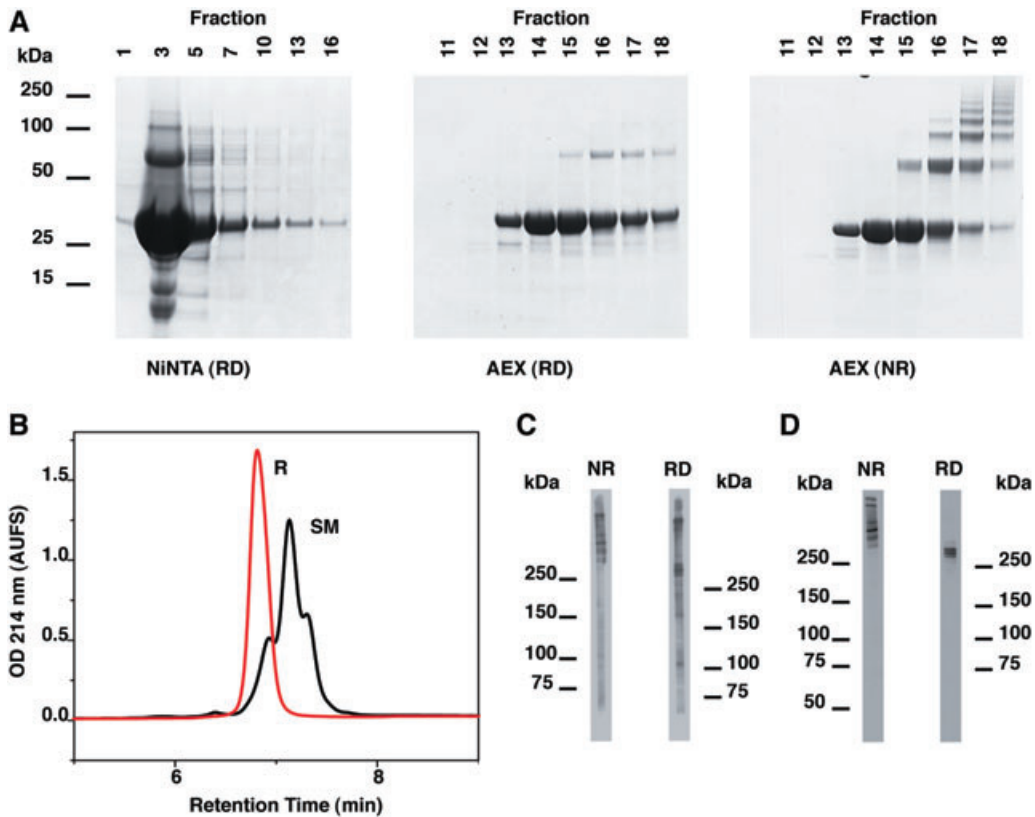 A
Fraction
Fraction
Fraction
kDa
1 3 5 7 10 13 16
11 12 13 14 15 16 17 18
11 12 13 14 15 16 17 18
250
100
50
25
15
NiNTA (RD)
AEX (RD)
AEX (NR)
B
OD 214 nm (AUFS)
1.5
1.0
0.5
0.0
R
SM
6
8
Retention Time (min)
C
NR
RD
kDa
kDa
250
150
100
75
250
150
100
75
D
NR
RD
kDa
kDa
250
150
100
75
50
250
150
100
75